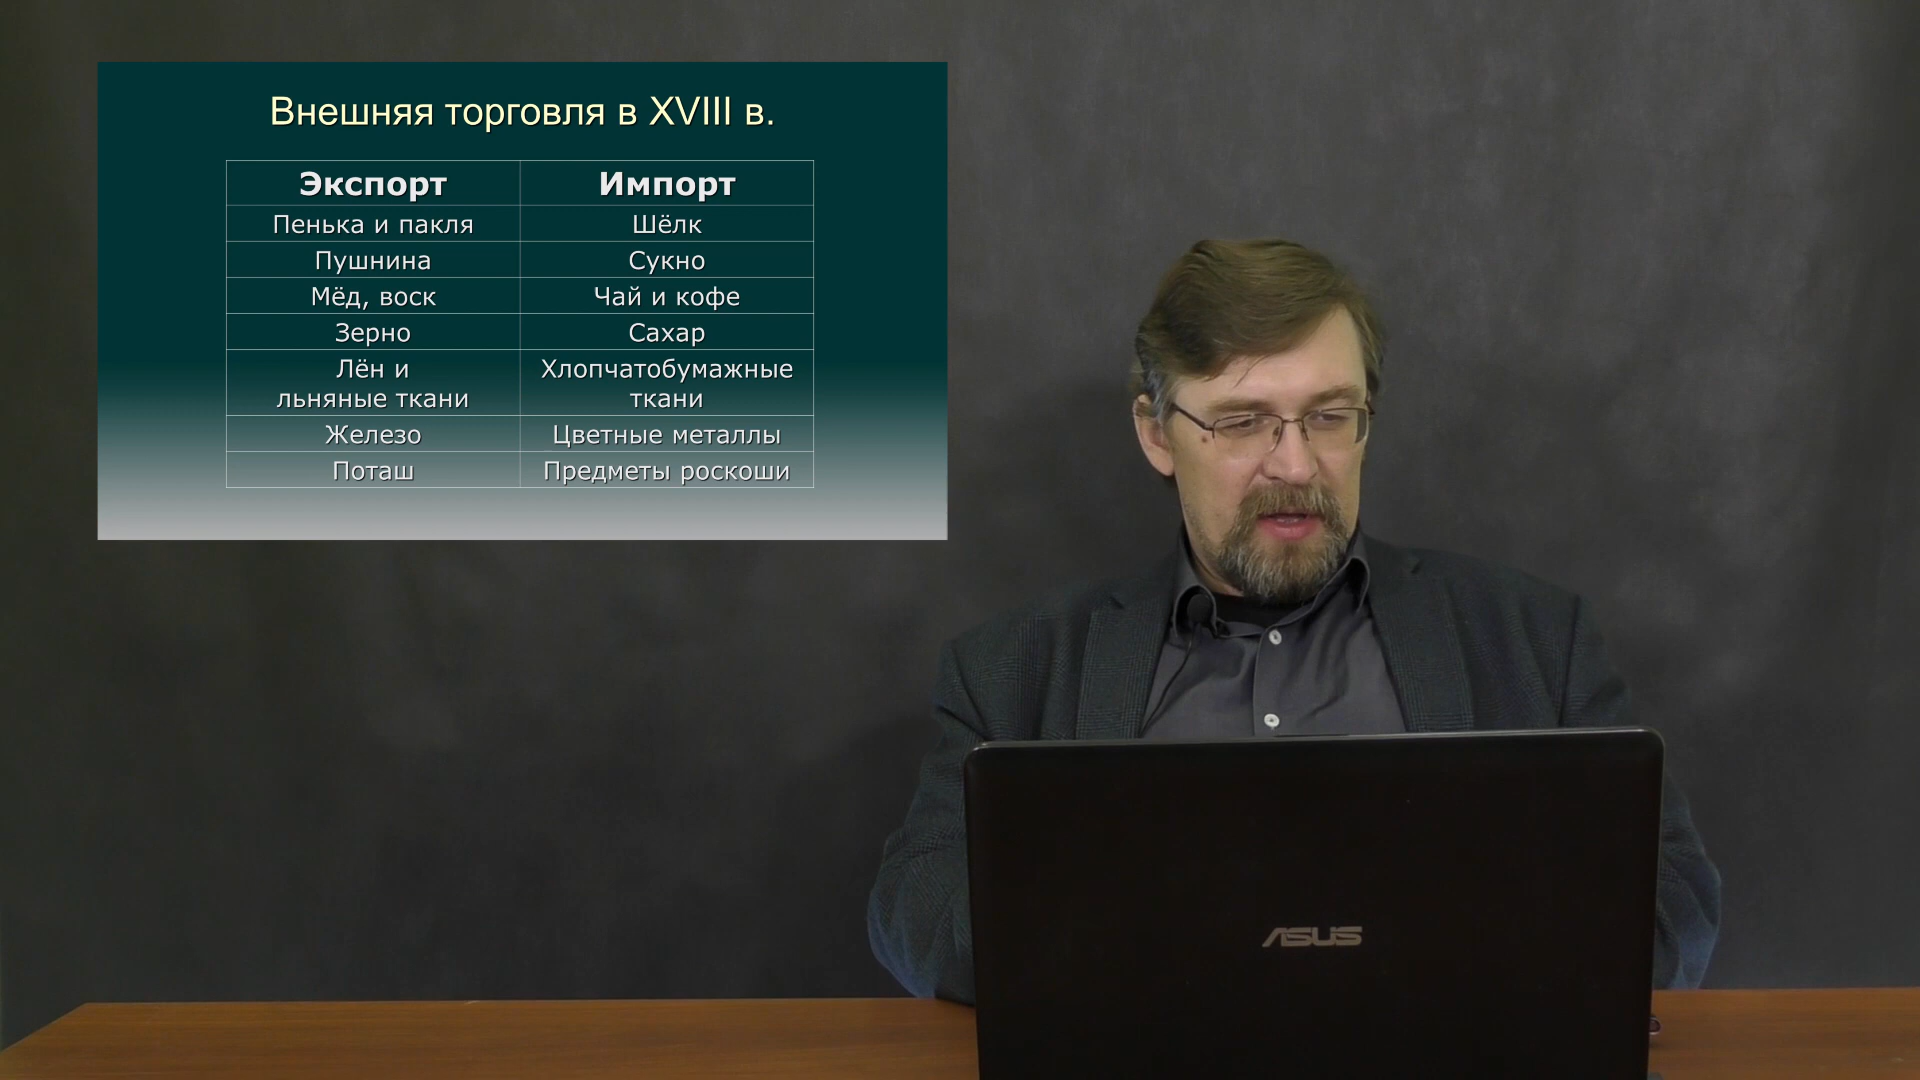 Внешняя торговля в XVIII в.
Экспорт Импорт
Пенька и пакля Шёлк
Пушнина Сукно
Мёд, воск Чай и кофе
Зерно Сахар
Лён и Хлопчатобумажные
льняные ткани ткани
Железо Цветные металлы
Поташ Предметы роскоши
ASUS